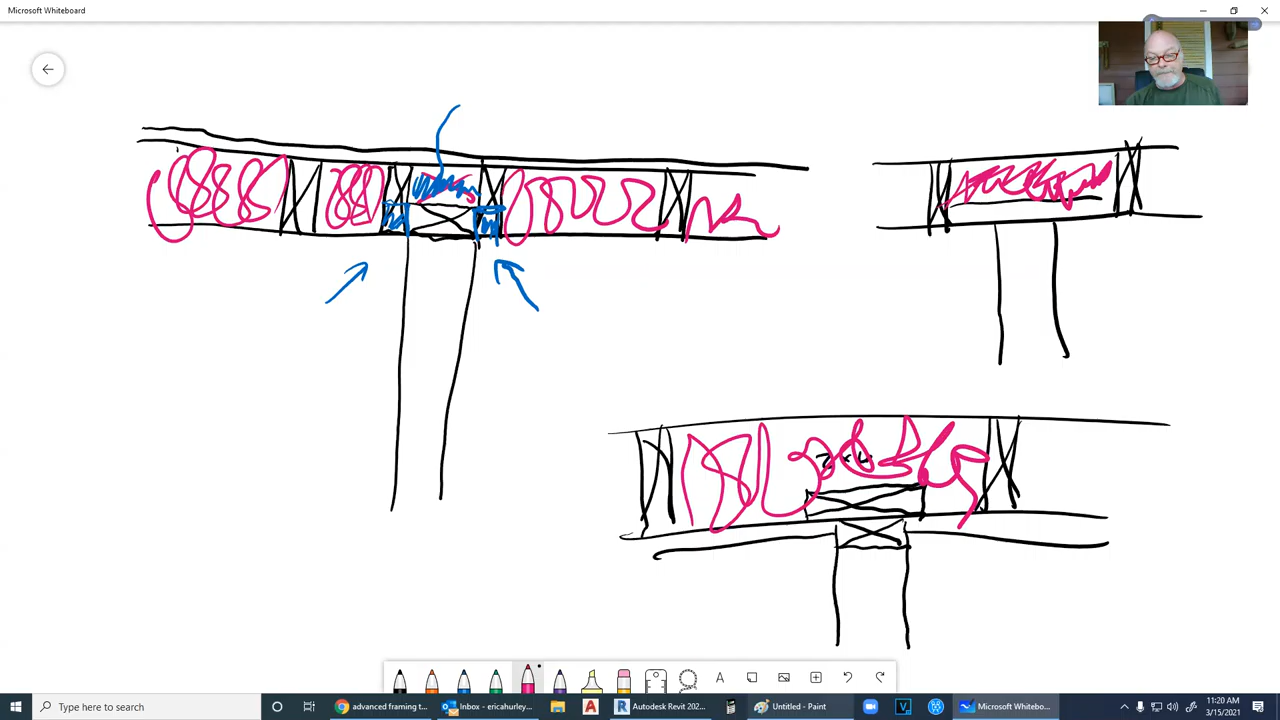 Microsoft Whiteboard
A
Type here to search
advanced framing t
Inbox - ericahurley
Autodesk Revit 202...
Untitled - Paint
Microsoft Whitebo...
11:20 AM
3/15/2021